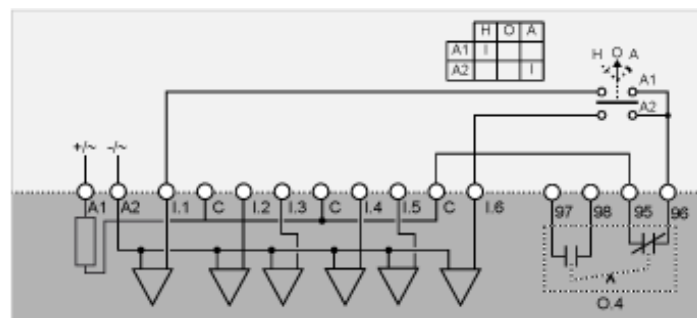 H O A
A1 I
A2 I
H O A
A1
A2
+/~ -/~
A1 A2 I.1 C I.2 I.3 C I.4 I.5 C I.6 97 98 95 96
O.4